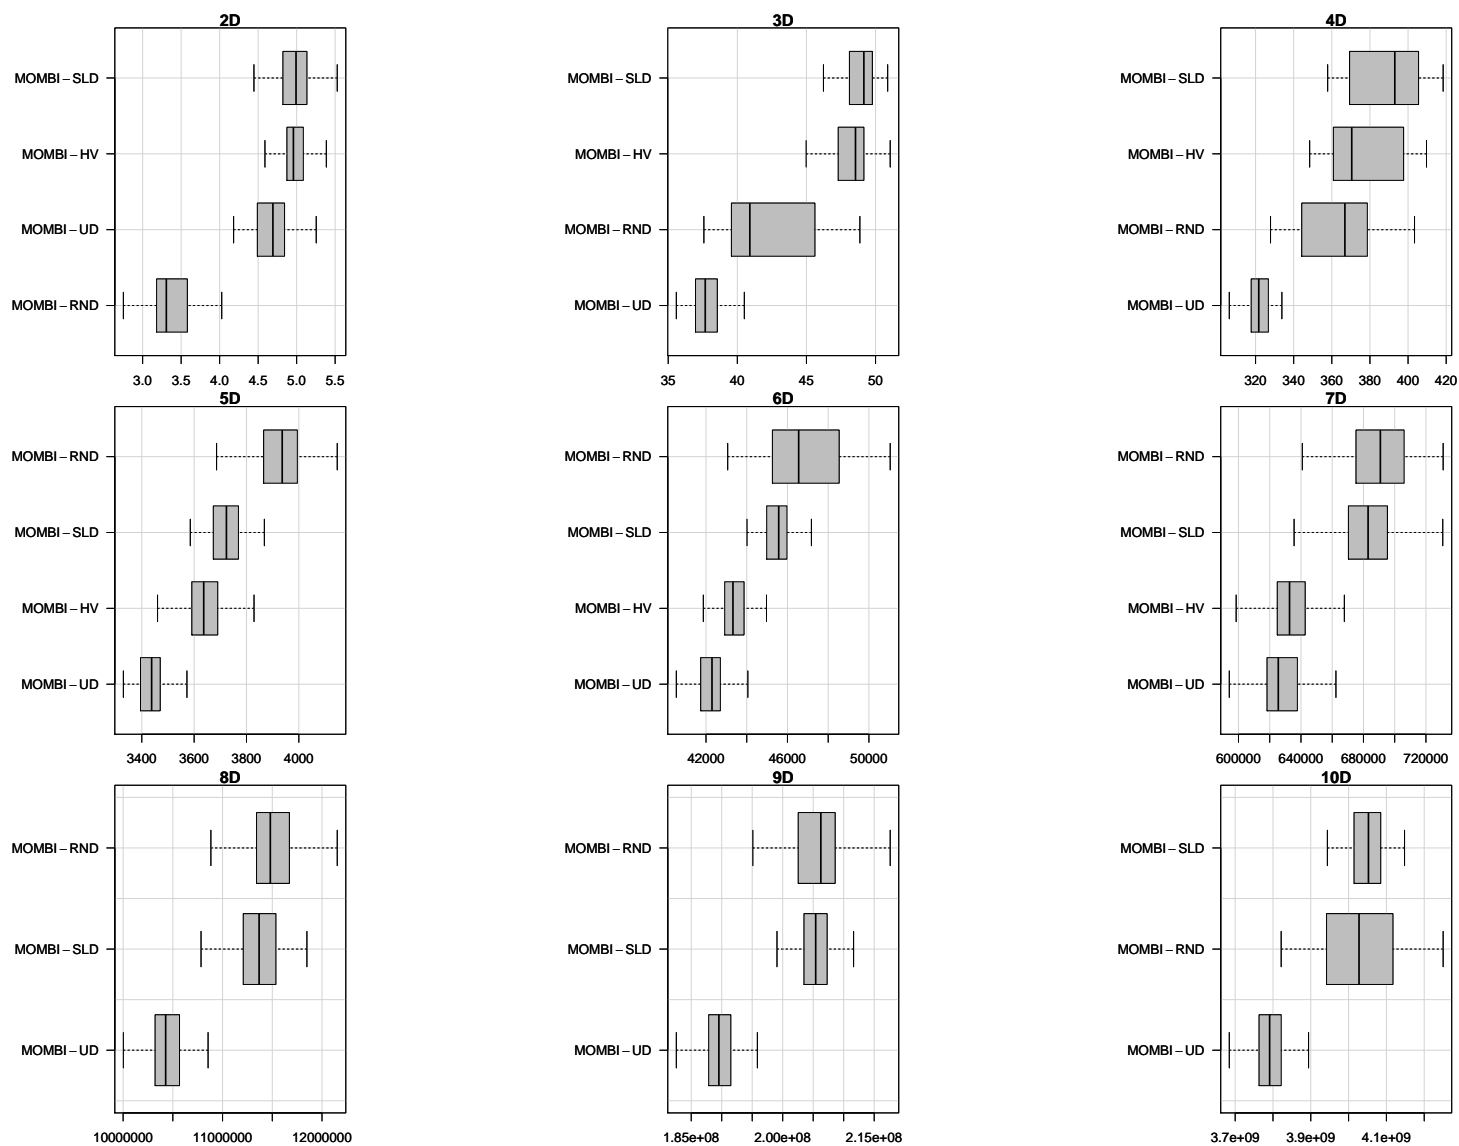 2D
MOMBI−SLD
MOMBI−HV
MOMBI−UD
MOMBI−RND
3.0 3.5 4.0 4.5 5.0 5.5
3D
MOMBI−SLD
MOMBI−HV
MOMBI−RND
MOMBI−UD
35 40 45 50
4D
MOMBI−SLD
MOMBI−HV
MOMBI−RND
MOMBI−UD
320 340 360 380 400 420
5D
MOMBI−RND
MOMBI−SLD
MOMBI−HV
MOMBI−UD
3400 3600 3800 4000
6D
MOMBI−RND
MOMBI−SLD
MOMBI−HV
MOMBI−UD
42000 46000 50000
7D
MOMBI−RND
MOMBI−SLD
MOMBI−HV
MOMBI−UD
600000 640000 680000 720000
8D
MOMBI−RND
MOMBI−SLD
MOMBI−UD
10000000 11000000 12000000
9D
MOMBI−RND
MOMBI−SLD
MOMBI−UD
1.85e+08 2.00e+08 2.15e+08
10D
MOMBI−SLD
MOMBI−RND
MOMBI−UD
3.7e+09 3.9e+09 4.1e+09